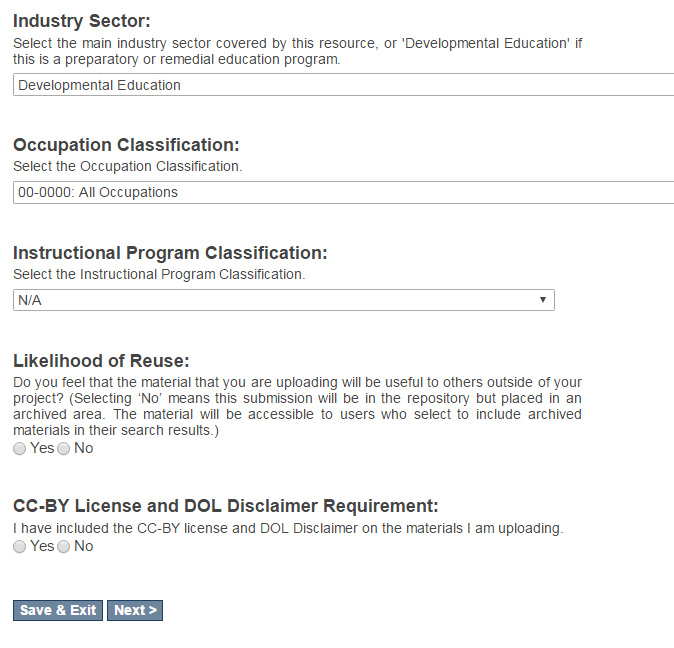 Industry Sector:
Select the main industry sector covered by this resource, or 'Developmental Education' if
this is a preparatory or remedial education program.
Developmental Education
Occupation Classification:
Select the Occupation Classification.
00-0000: All Occupations
Instructional Program Classification:
Select the Instructional Program Classification.
N/A
Likelihood of Reuse:
Do you feel that the material that you are uploading will be useful to others outside of your
project? (Selecting ‘No’ means this submission will be in the repository but placed in an
archived area. The material will be accessible to users who select to include archived
materials in their search results.)
Yes No
CC-BY License and DOL Disclaimer Requirement:
I have included the CC-BY license and DOL Disclaimer on the materials I am uploading.
Yes No
Save & Exit Next >